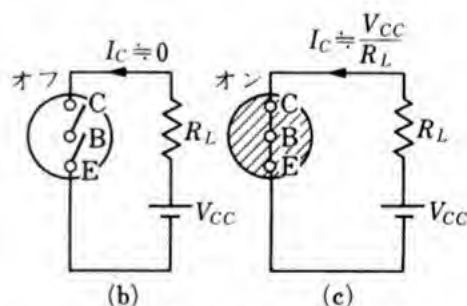 I_C≒0
オフ
C
B
E
R_L
V_CC
(b)
I_C≒V_CC/R_L
オン
C
B
E
R_L
V_CC
(c)